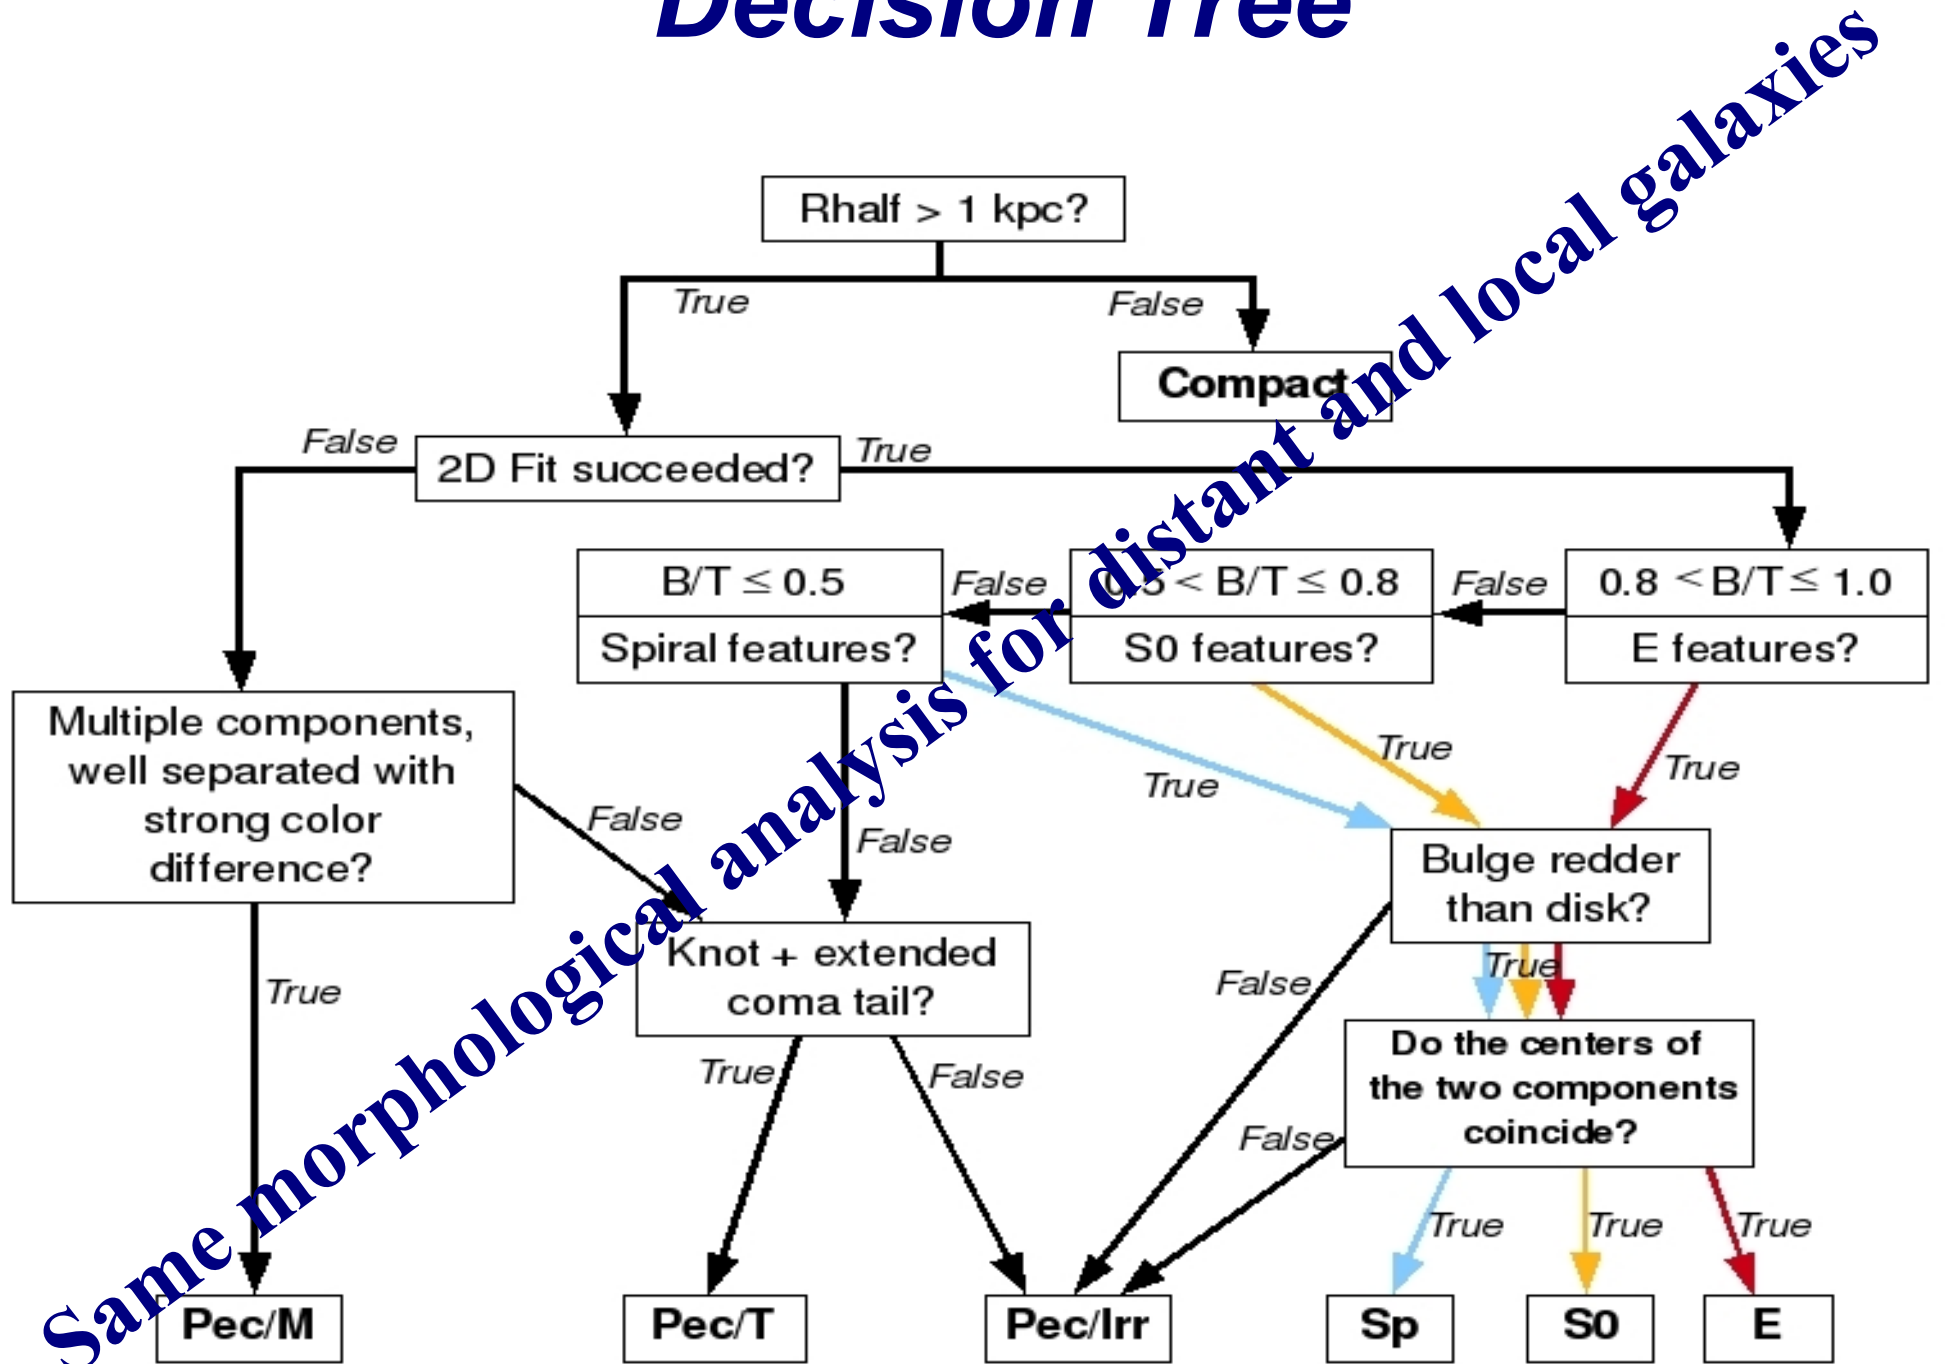 Decision Tree
Same morphological analysis for distant and local galaxies
Rhalf > 1 kpc?
True
False
Compact
False
2D Fit succeeded?
True
B/T ≤ 0.5
Spiral features?
False
0.5 < B/T ≤ 0.8
S0 features?
False
0.8 < B/T ≤ 1.0
E features?
Multiple components,
well separated with
strong color
difference?
False
False
True
True
True
Bulge redder
than disk?
Knot + extended
coma tail?
True
False
True
Do the centers of
the two components
coincide?
True
False
False
True
True
True
Pec/M
Pec/T
Pec/Irr
Sp
S0
E